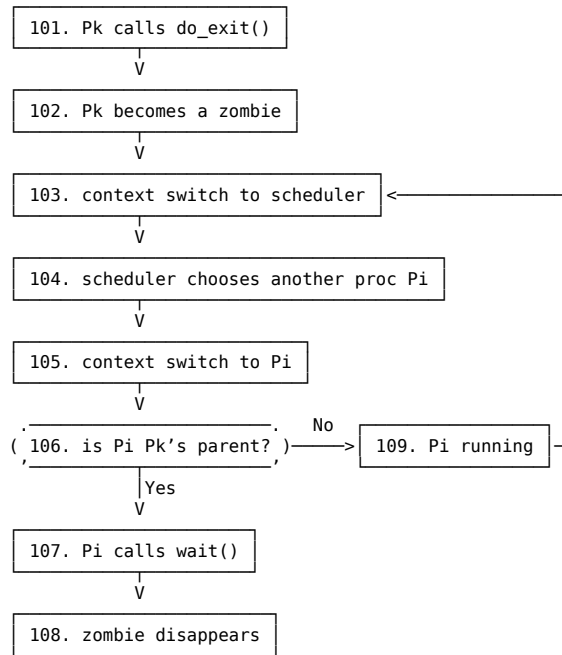 101. Pk calls do_exit()
V
102. Pk becomes a zombie
V
103. context switch to scheduler <
V
104. scheduler chooses another proc Pi
V
105. context switch to Pi
V
No
( 106. is Pi Pk's parent? ) > 109. Pi running
Yes
V
107. Pi calls wait()
V
108. zombie disappears